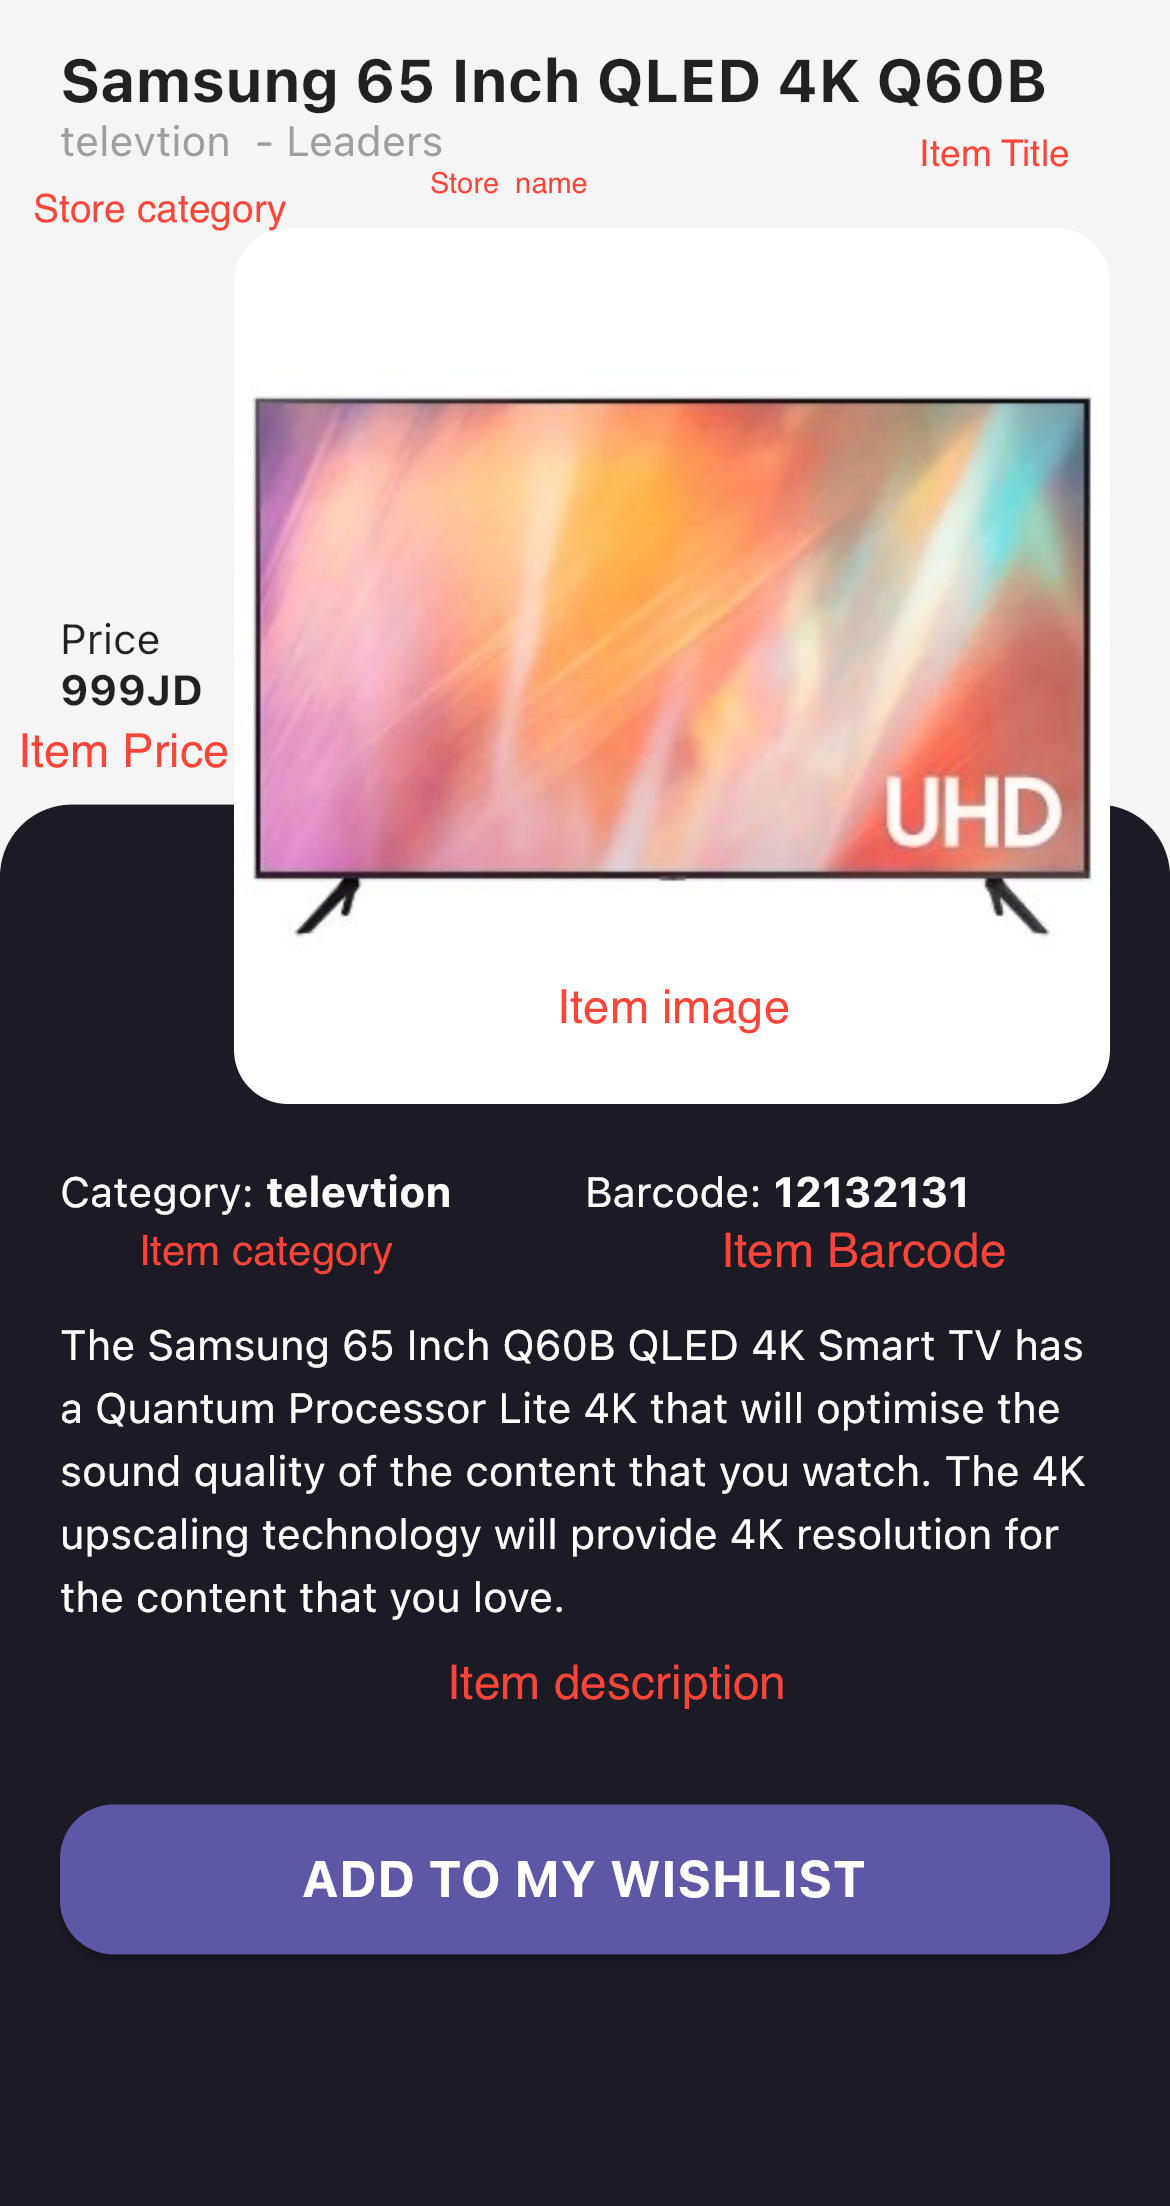 Samsung 65 Inch QLED 4K Q60B
televtion - Leaders
Item Title
Store name
Store category
Price
999JD
Item Price
UHD
Item image
Category: televtion
Barcode: 12132131
Item category
Item Barcode
The Samsung 65 Inch Q60B QLED 4K Smart TV has
a Quantum Processor Lite 4K that will optimise the
sound quality of the content that you watch. The 4K
upscaling technology will provide 4K resolution for
the content that you love.
Item description
ADD TO MY WISHLIST